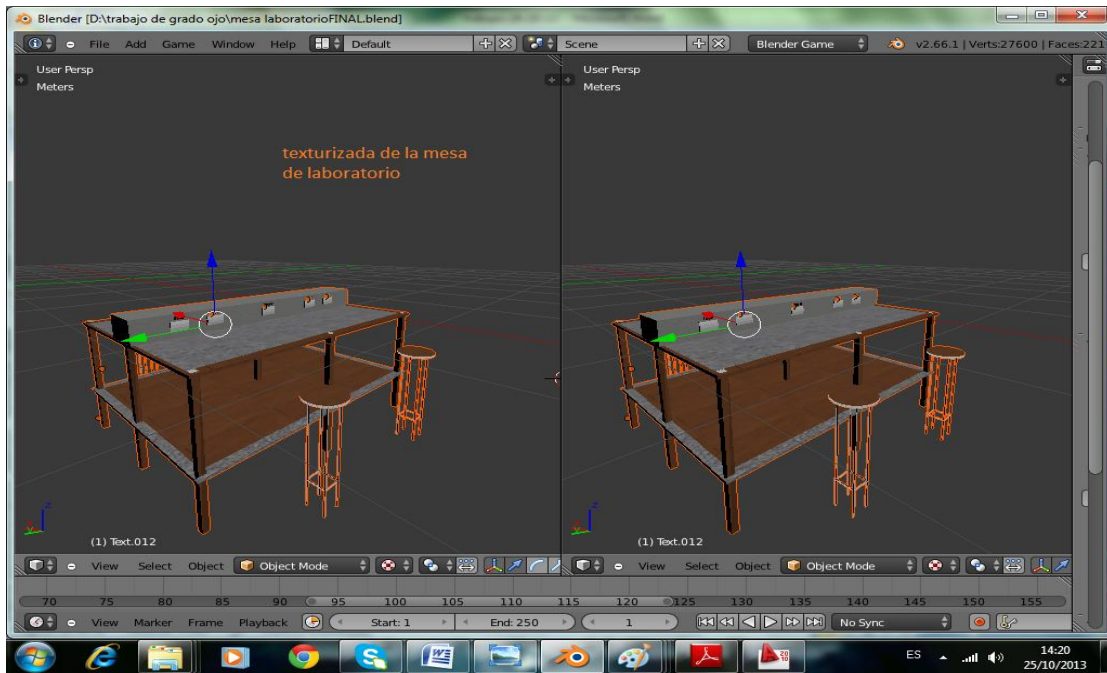 Blender [D:\trabajo de grado ojo\mesa laboratorioFINAL.blend]
File Add Game Window Help Default Scene Blender Game v2.66.1 | Verts:27600 | Faces:221
User Persp
Meters
texturizada de la mesa
de laboratorio
(1) Text.012
User Persp
Meters
(1) Text.012
View Select Object Object Mode
View Select Object Object Mode
70 75 80 85 90 95 100 105 110 115 120 125 130 135 140 145 150 155
View Marker Frame Playback Start: 1 End: 250 1 No Sync
ES 14:20
25/10/2013